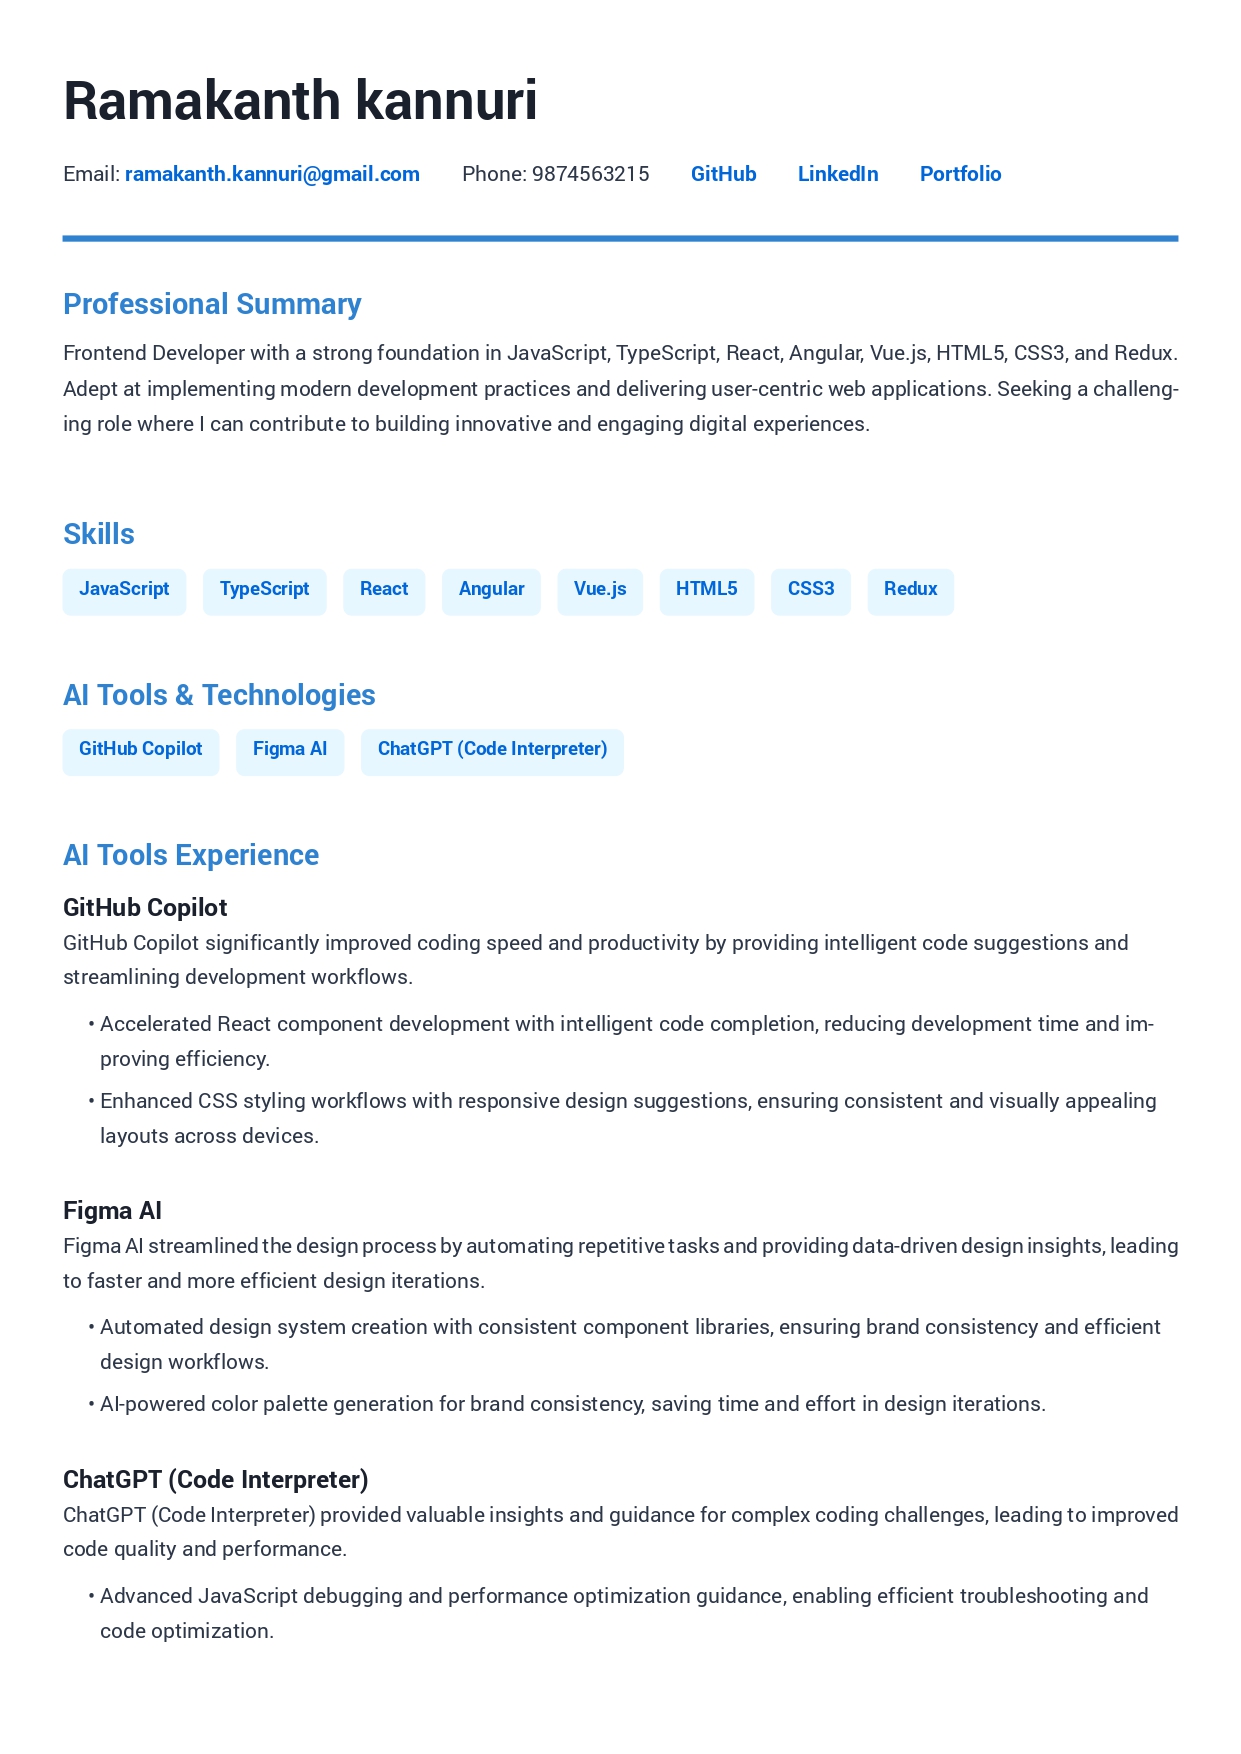 Ramakanth kannuri
Email: ramakanth.kannuri@gmail.com Phone: 9874563215 GitHub LinkedIn Portfolio
Professional Summary
Frontend Developer with a strong foundation in JavaScript, TypeScript, React, Angular, Vue.js, HTML5, CSS3, and Redux.
Adept at implementing modern development practices and delivering user-centric web applications. Seeking a challeng-
ing role where I can contribute to building innovative and engaging digital experiences.
Skills
JavaScript TypeScript React Angular Vue.js HTML5 CSS3 Redux
AI Tools & Technologies
GitHub Copilot Figma AI ChatGPT (Code Interpreter)
AI Tools Experience
GitHub Copilot
GitHub Copilot significantly improved coding speed and productivity by providing intelligent code suggestions and
streamlining development workflows.
• Accelerated React component development with intelligent code completion, reducing development time and im-
proving efficiency.
• Enhanced CSS styling workflows with responsive design suggestions, ensuring consistent and visually appealing
layouts across devices.
Figma AI
Figma AI streamlined the design process by automating repetitive tasks and providing data-driven design insights, leading
to faster and more efficient design iterations.
• Automated design system creation with consistent component libraries, ensuring brand consistency and efficient
design workflows.
• AI-powered color palette generation for brand consistency, saving time and effort in design iterations.
ChatGPT (Code Interpreter)
ChatGPT (Code Interpreter) provided valuable insights and guidance for complex coding challenges, leading to improved
code quality and performance.
• Advanced JavaScript debugging and performance optimization guidance, enabling efficient troubleshooting and
code optimization.